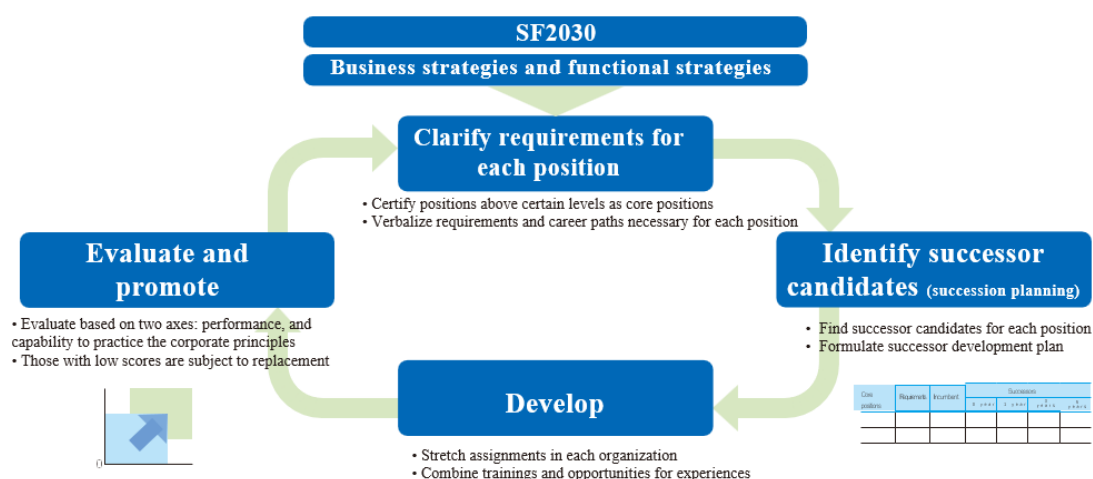 SF2030
Business strategies and functional strategies
Clarify requirements for
each position
• Certify positions above certain levels as core positions
• Verbalize requirements and career paths necessary for each position
Evaluate and
promote
• Evaluate based on two axes: performance, and
capability to practice the corporate principles
• Those with low scores are subject to replacement
0
Identify successor
candidates (succession planning)
• Find successor candidates for each position
• Formulate successor development plan
Core
positions
Requirements
Incumbent
Successors
year
year
years
years
Develop
• Stretch assignments in each organization
• Combine trainings and opportunities for experiences